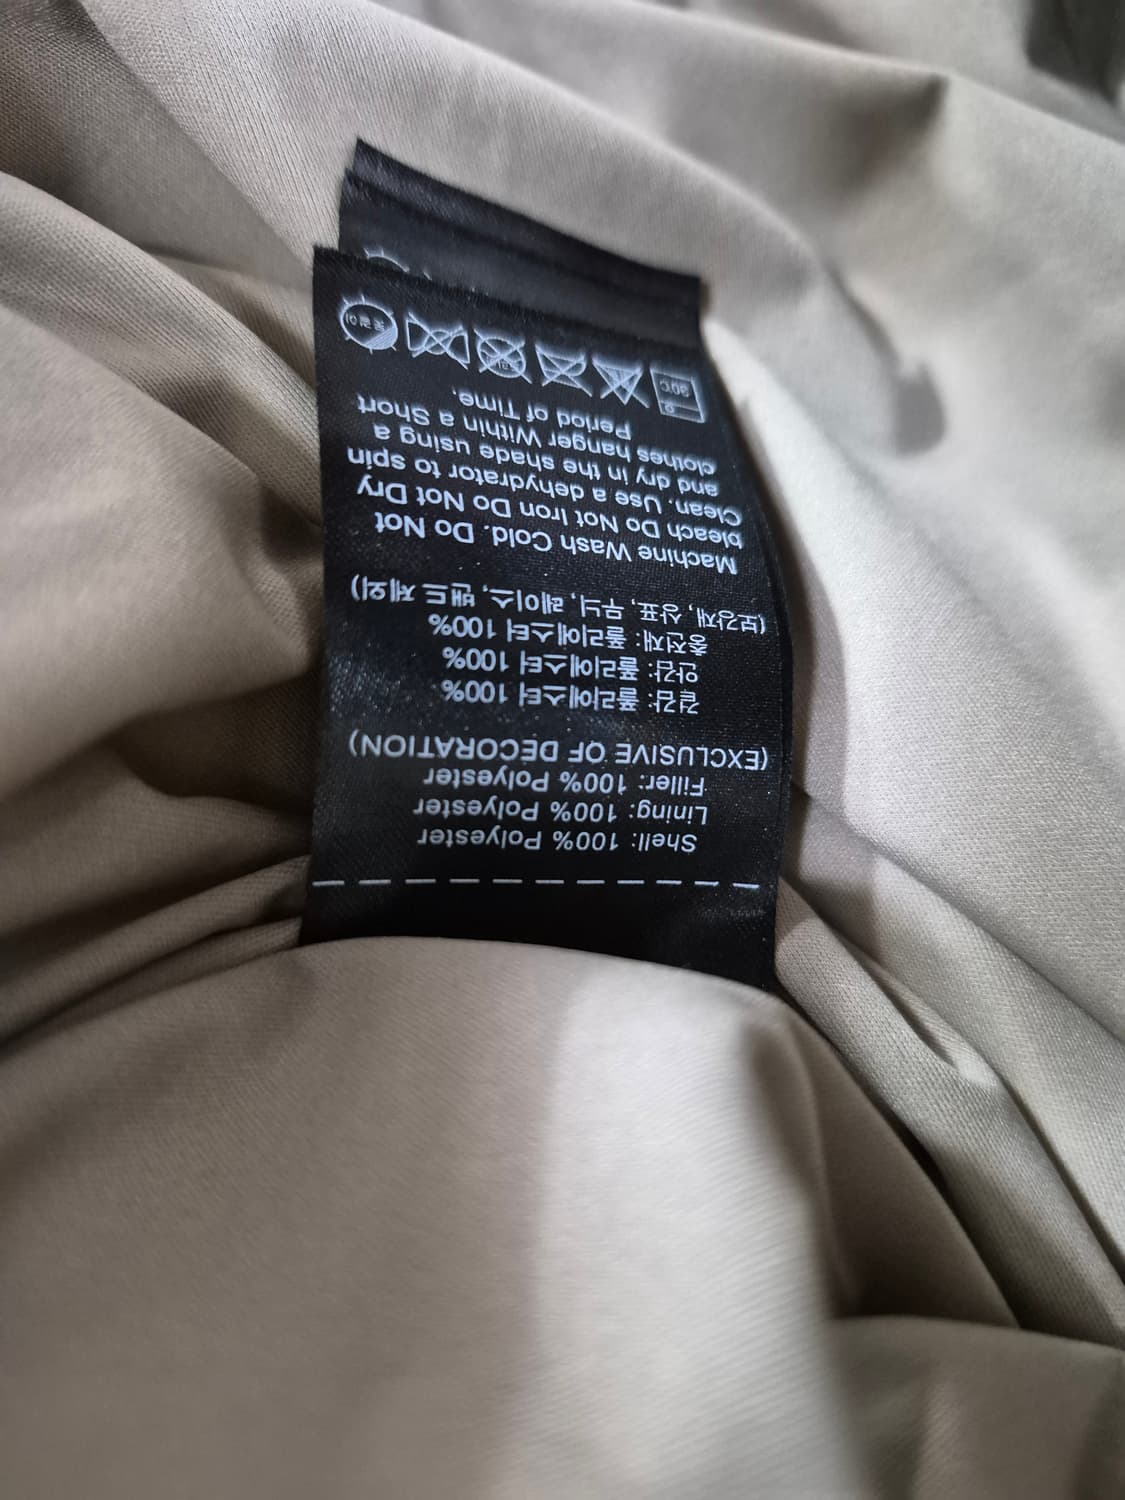 Shell: 100% Polyester
Lining: 100% Polyester
Filler: 100% Polyester
(EXCLUSIVE OF DECORATION)
겉감: 폴리에스터 100%
안감: 폴리에스터 100%
충전재: 폴리에스터 100%
(보강재, 상표, 무늬, 레이스, 밴드 제외)
Machine Wash Cold. Do Not
bleach Do Not Iron Do Not Dry
Clean. Use a dehydrator to spin
and dry in the shade using a
clothes hanger Within a Short
Period of Time.
30℃ 옷걸이